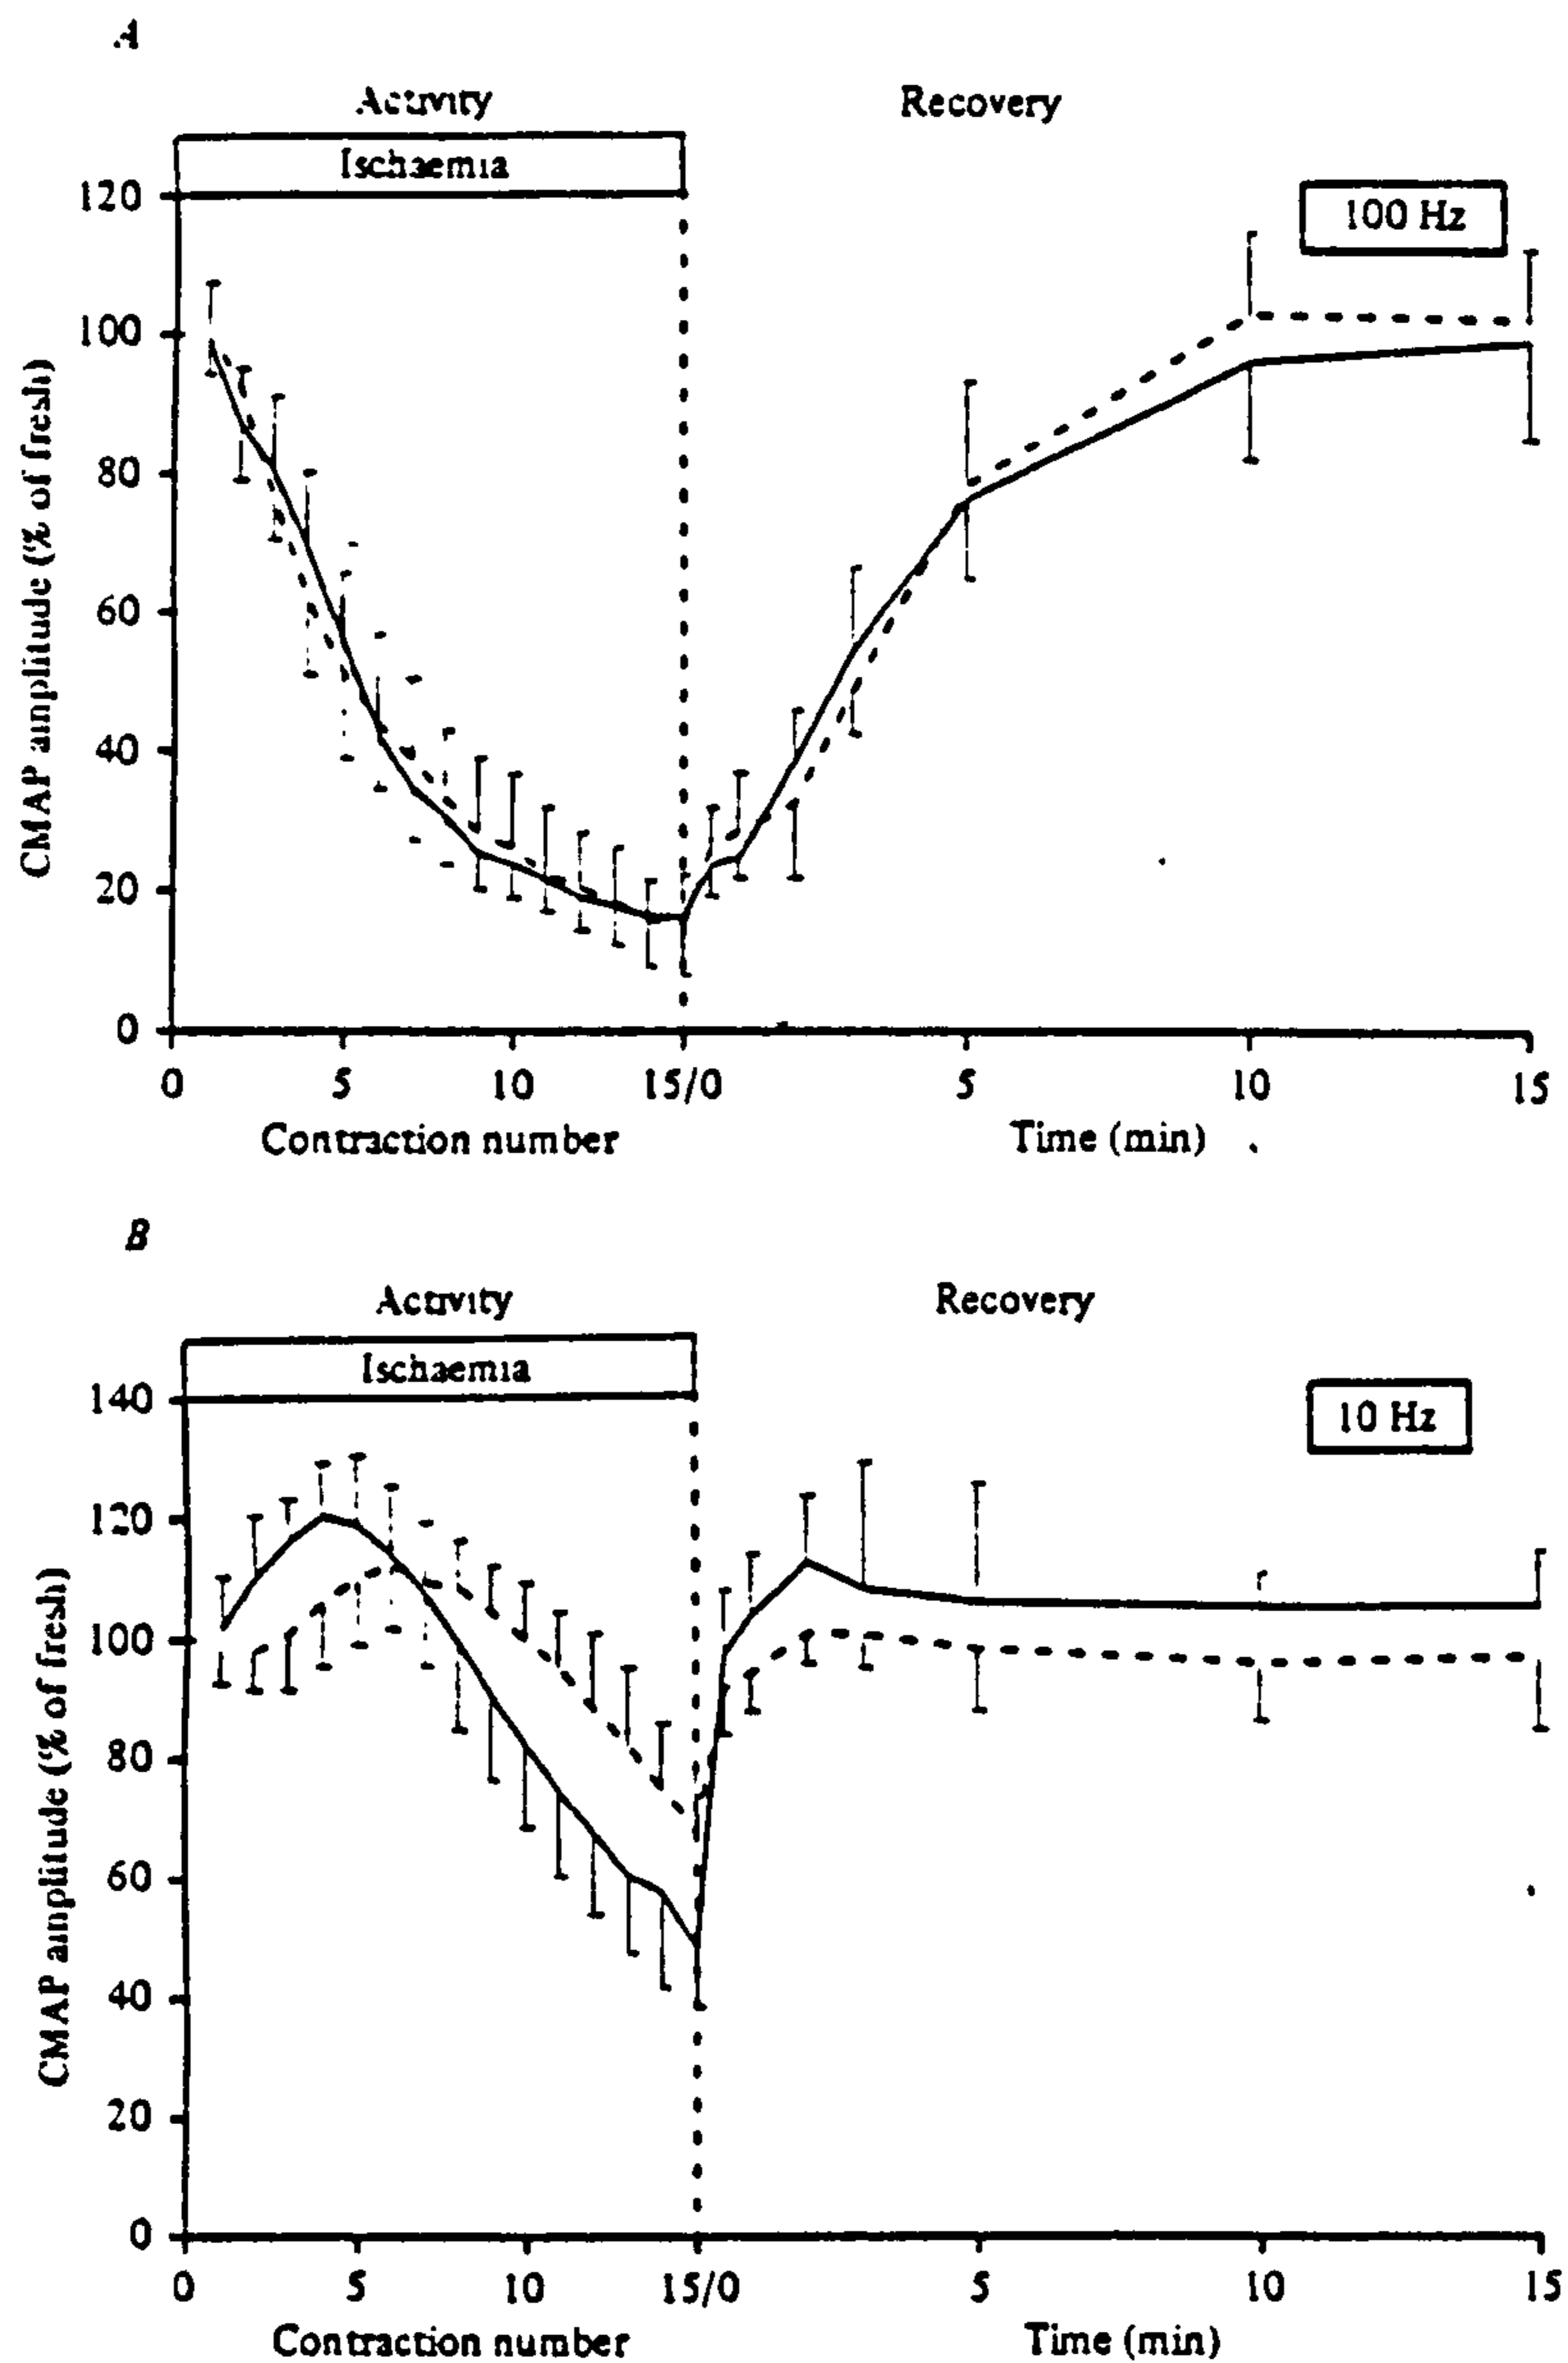 A
Activity
Recovery
Ischaemia
120
100 Hz
100
80
60
40
20
0
CMAP amplitude (% of fresh)
0 5 10 15/0 5 10 15
Contraction number Time (min)
B
Activity
Recovery
Ischaemia
140
10 Hz
120
100
80
60
40
20
0
CMAP amplitude (% of fresh)
0 5 10 15/0 5 10 15
Contraction number Time (min)